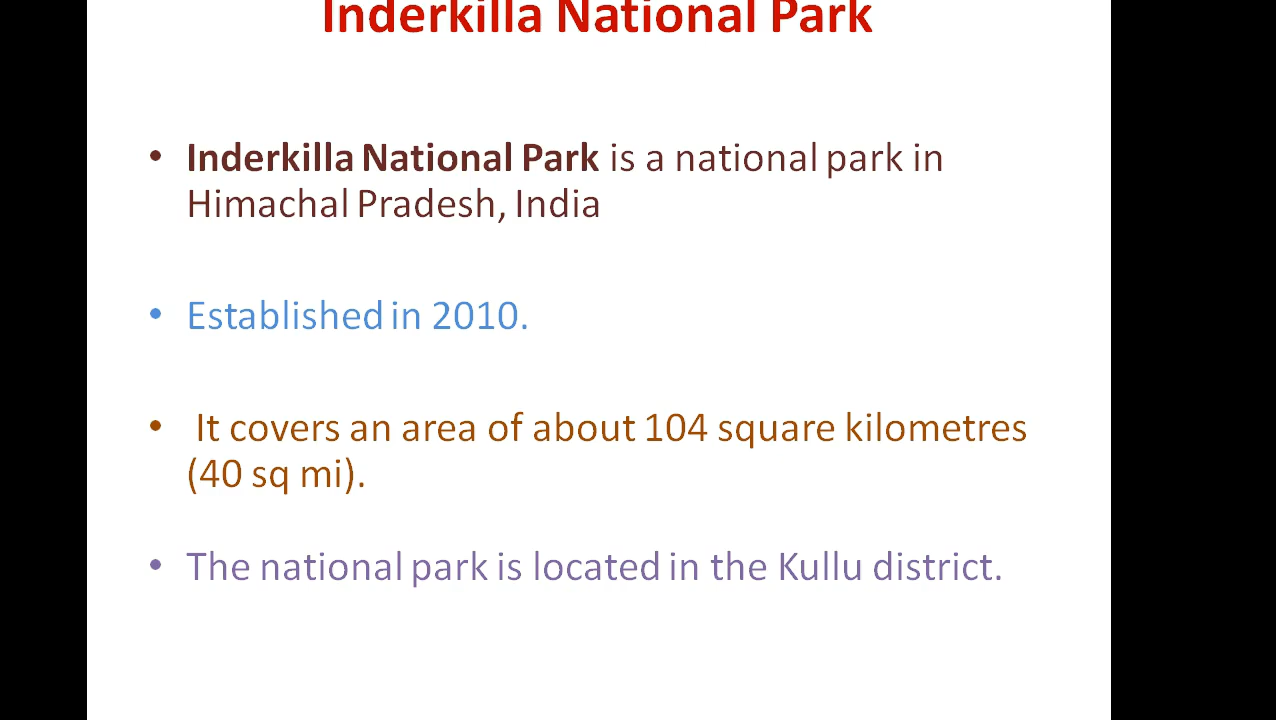 Inderkilla National Park
• Inderkilla National Park is a national park in
Himachal Pradesh, India
• Established in 2010.
• It covers an area of about 104 square kilometres
(40 sq mi).
• The national park is located in the Kullu district.